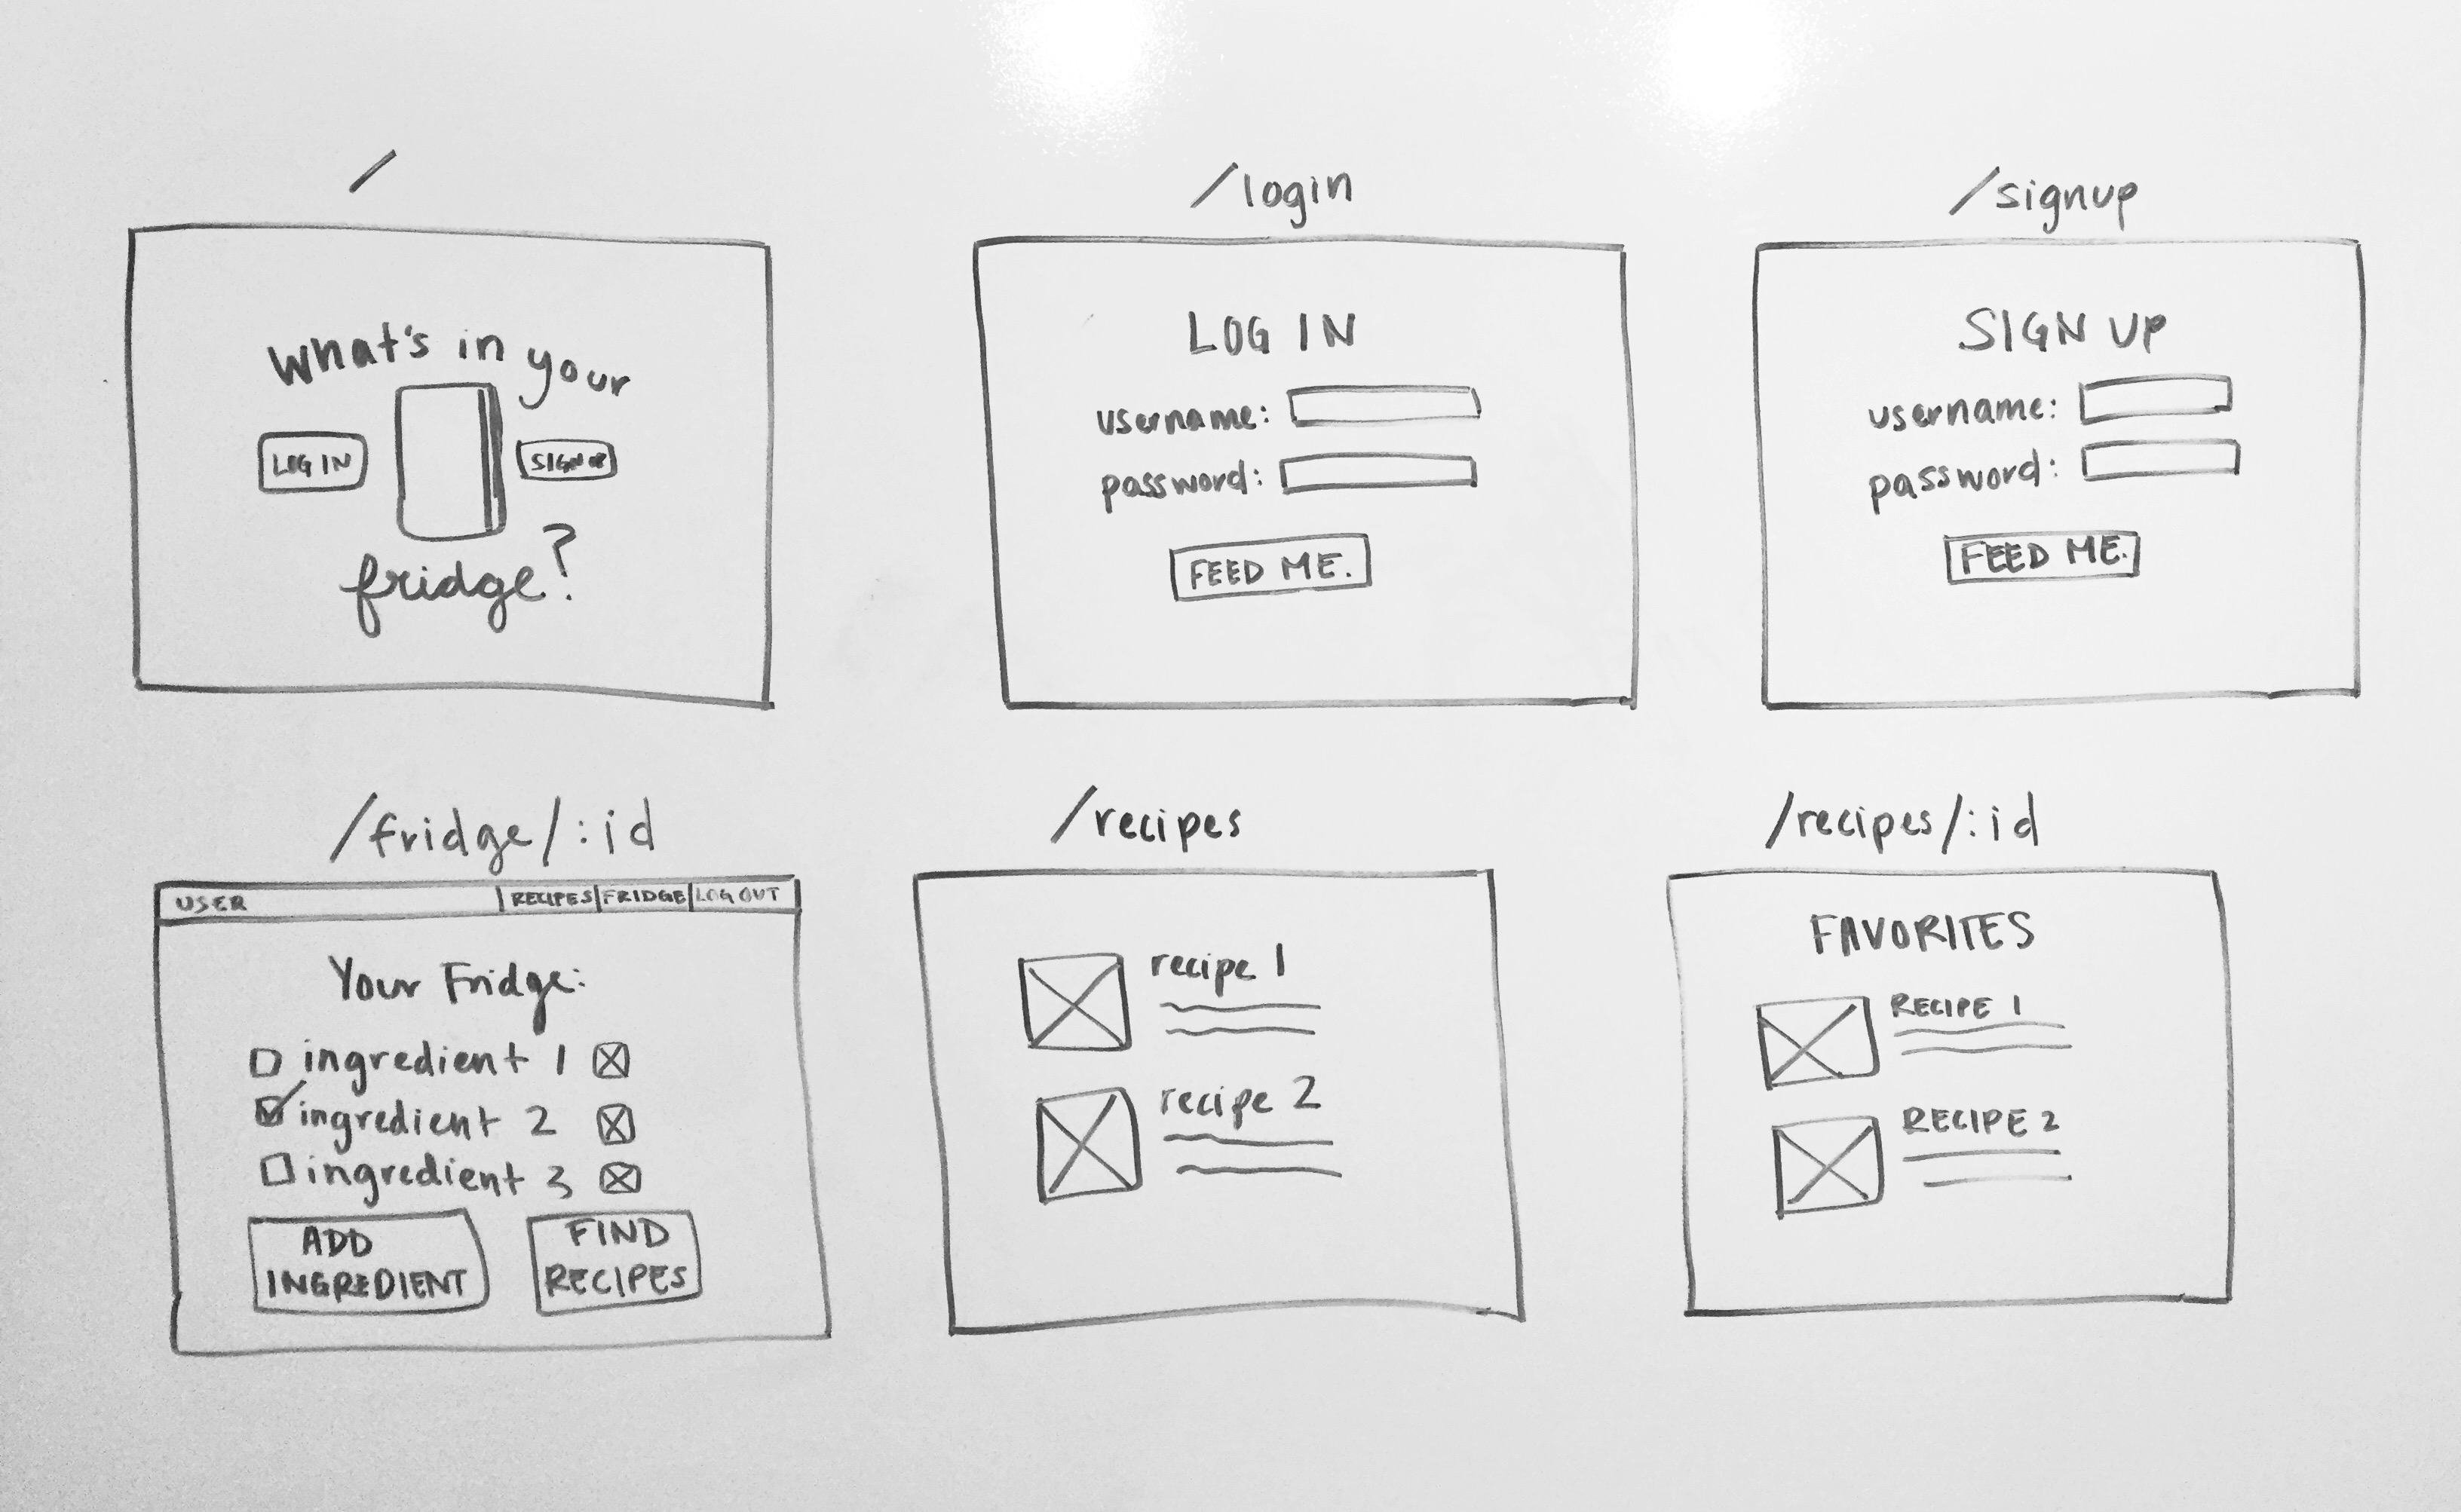 /
What's in your
LOG IN
SIGN UP
fridge?
/login
LOG IN
username:
password:
FEED ME.
/signup
SIGN UP
username:
password:
FEED ME.
/fridge/:id
USER RECIPES FRIDGE LOG OUT
Your Fridge:
ingredient 1
ingredient 2
ingredient 3
ADD
INGREDIENT
FIND
RECIPES
/recipes
recipe 1
recipe 2
/recipes/:id
FAVORITES
RECIPE 1
RECIPE 2